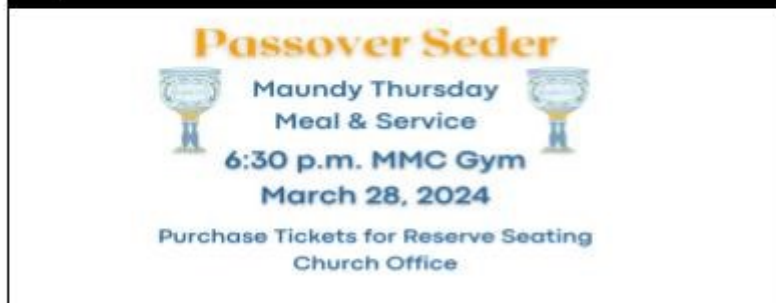 Passover Seder
Maundy Thursday
Meal & Service
6:30 p.m. MMC Gym
March 28, 2024
Purchase Tickets for Reserve Seating
Church Office